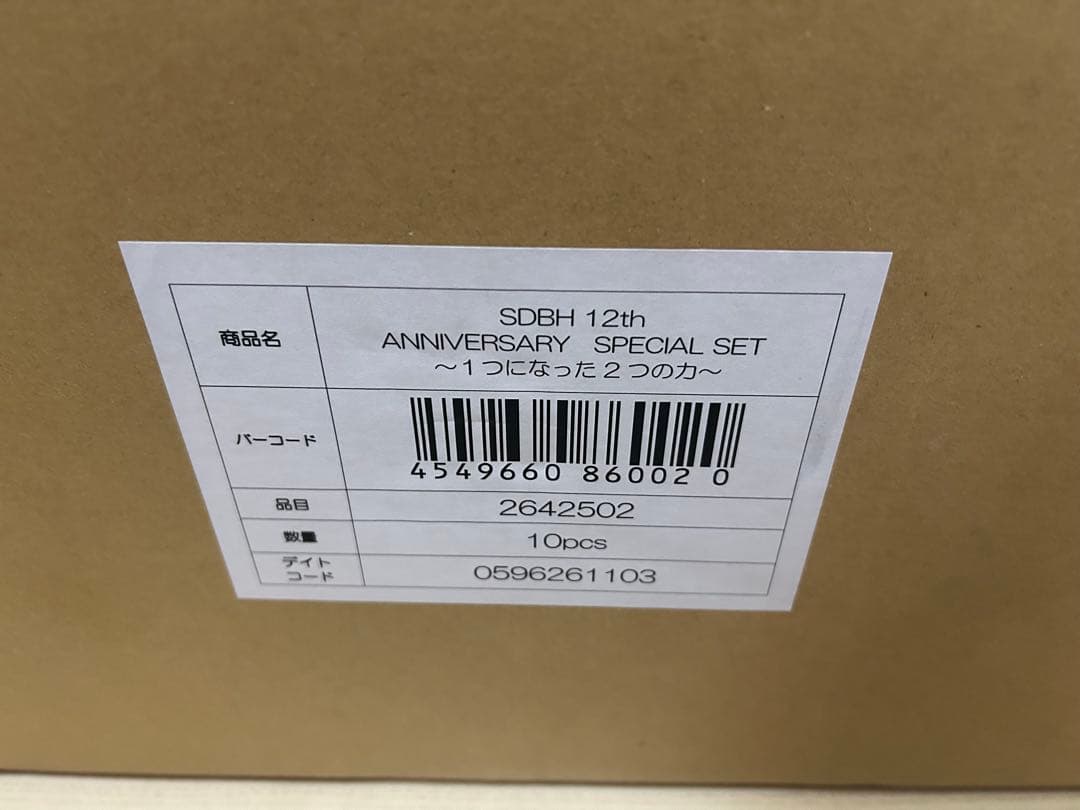 商品名
SDBH 12th
ANNIVERSARY SPECIAL SET
～1つになった2つの力～
バーコード
4549660 86002 0
品目
2642502
数量
10pcs
デイト
コード
0596261103